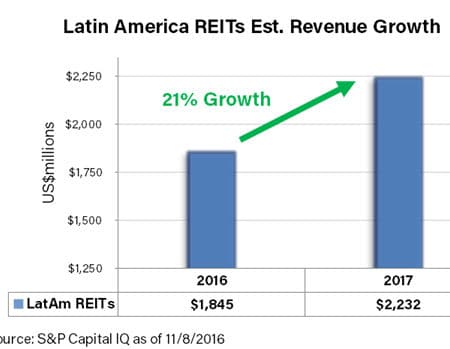 Latin America REITs Est. Revenue Growth
$2,250
21% Growth
$2,000
US$millions
$1,750
$1,500
$1,250
2016 2017
LatAm REITs $1,845 $2,232
ource: S&P Capital IQ as of 11/8/2016